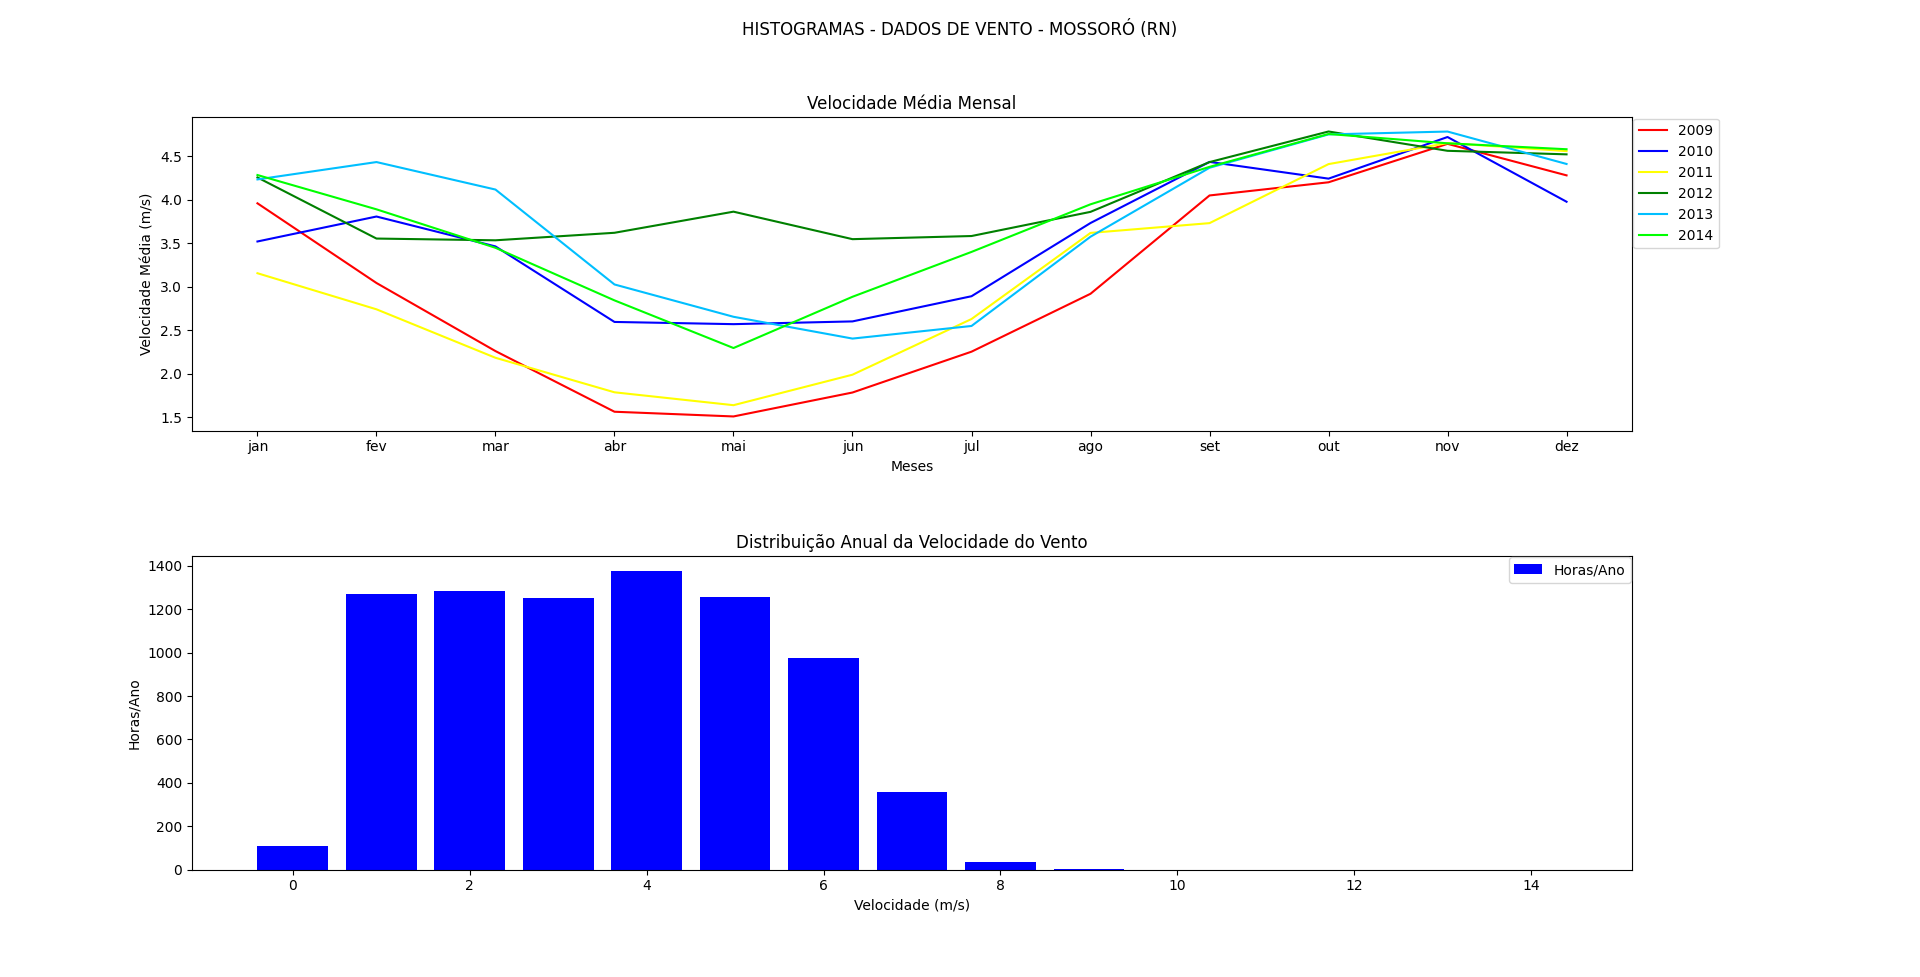 HISTOGRAMAS - DADOS DE VENTO - MOSSORÓ (RN)
Velocidade Média Mensal
Velocidade Média (m/s)
4.5
4.0
3.5
3.0
2.5
2.0
1.5
jan fev mar abr mai jun jul ago set out nov dez
Meses
2009
2010
2011
2012
2013
2014
Distribuição Anual da Velocidade do Vento
Horas/Ano
1400
1200
1000
800
600
400
200
0
0 2 4 6 8 10 12 14
Velocidade (m/s)
Horas/Ano